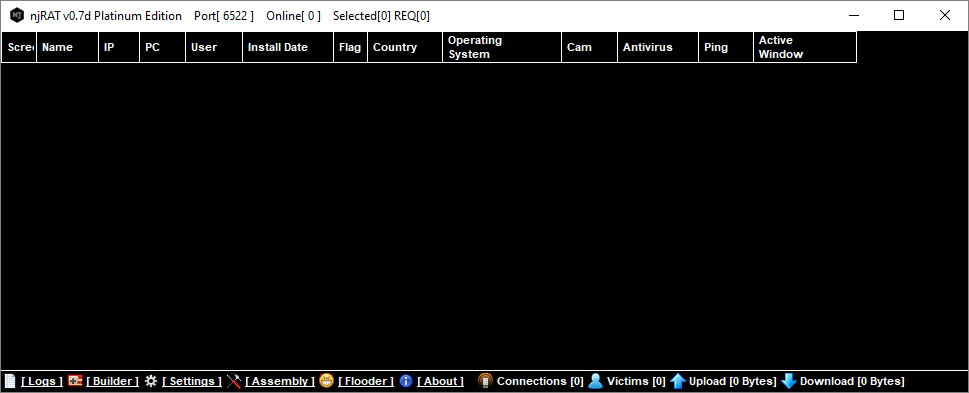 njRAT v0.7d Platinum Edition Port[ 6522 ] Online[ 0 ] Selected[0] REQ[0]
Scree Name IP PC User Install Date Flag Country Operating System Cam Antivirus Ping Active Window
[ Logs ] [ Builder ] [ Settings ] [ Assembly ] [ Flooder ] [ About ] Connections [0] Victims [0] Upload [0 Bytes] Download [0 Bytes]